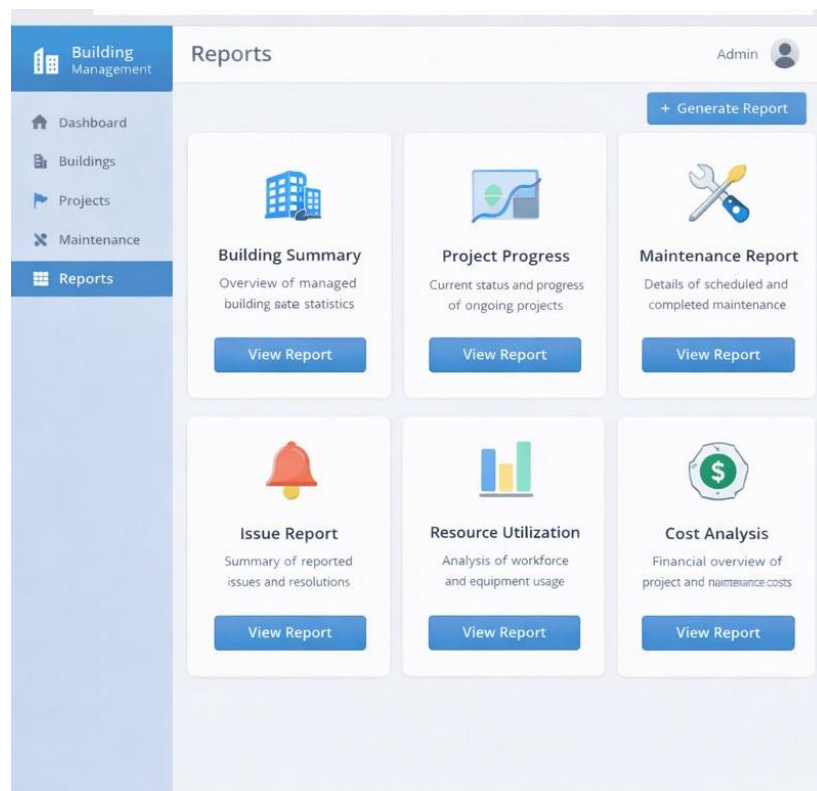 Building
Management
Reports
Admin
+ Generate Report
Dashboard
Buildings
Projects
Maintenance
Reports
Building Summary
Overview of managed
building statistics
View Report
Project Progress
Current status and progress
of ongoing projects
View Report
Maintenance Report
Details of scheduled and
completed maintenance
View Report
Issue Report
Summary of reported
issues and resolutions
View Report
Resource Utilization
Analysis of workforce
and equipment usage
View Report
Cost Analysis
$
Financial overview of
project and costs
View Report